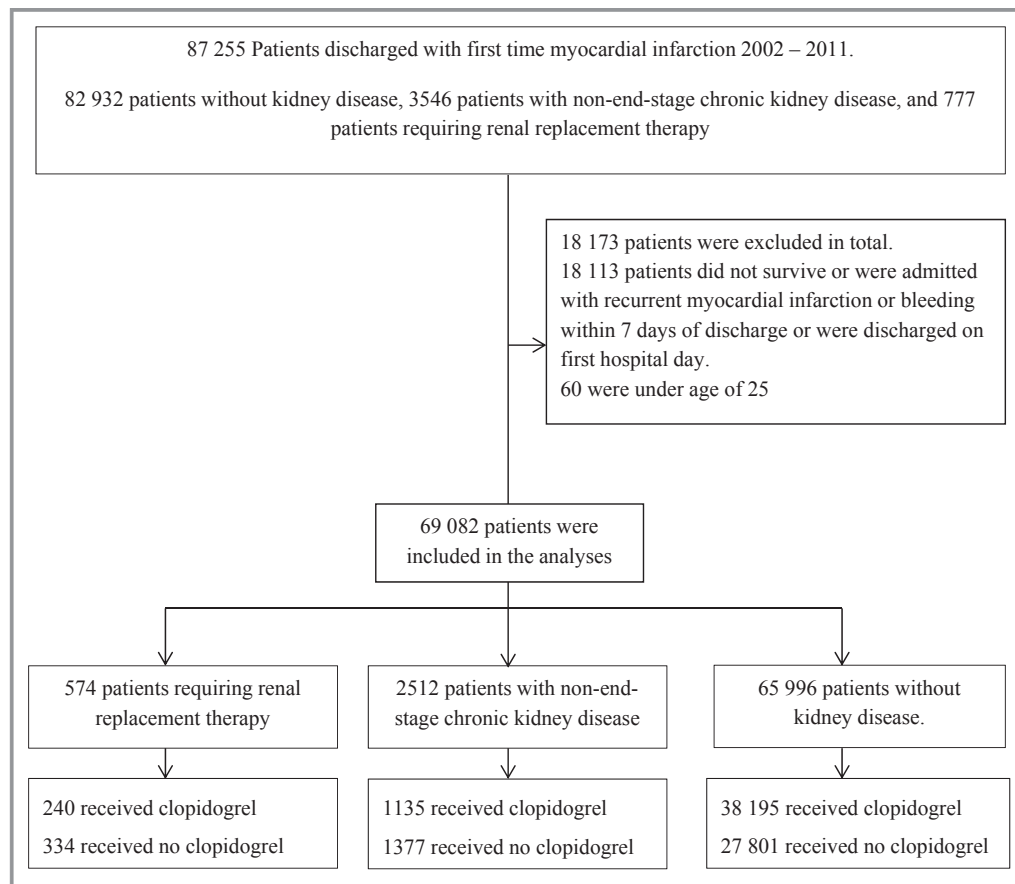 87 255 Patients discharged with first time myocardial infarction 2002 – 2011.
82 932 patients without kidney disease, 3546 patients with non-end-stage chronic kidney disease, and 777
patients requiring renal replacement therapy
18 173 patients were excluded in total.
18 113 patients did not survive or were admitted
with recurrent myocardial infarction or bleeding
within 7 days of discharge or were discharged on
first hospital day.
60 were under age of 25
69 082 patients were
included in the analyses
574 patients requiring renal
replacement therapy
2512 patients with non-end-
stage chronic kidney disease
65 996 patients without
kidney disease.
240 received clopidogrel
334 received no clopidogrel
1135 received clopidogrel
1377 received no clopidogrel
38 195 received clopidogrel
27 801 received no clopidogrel